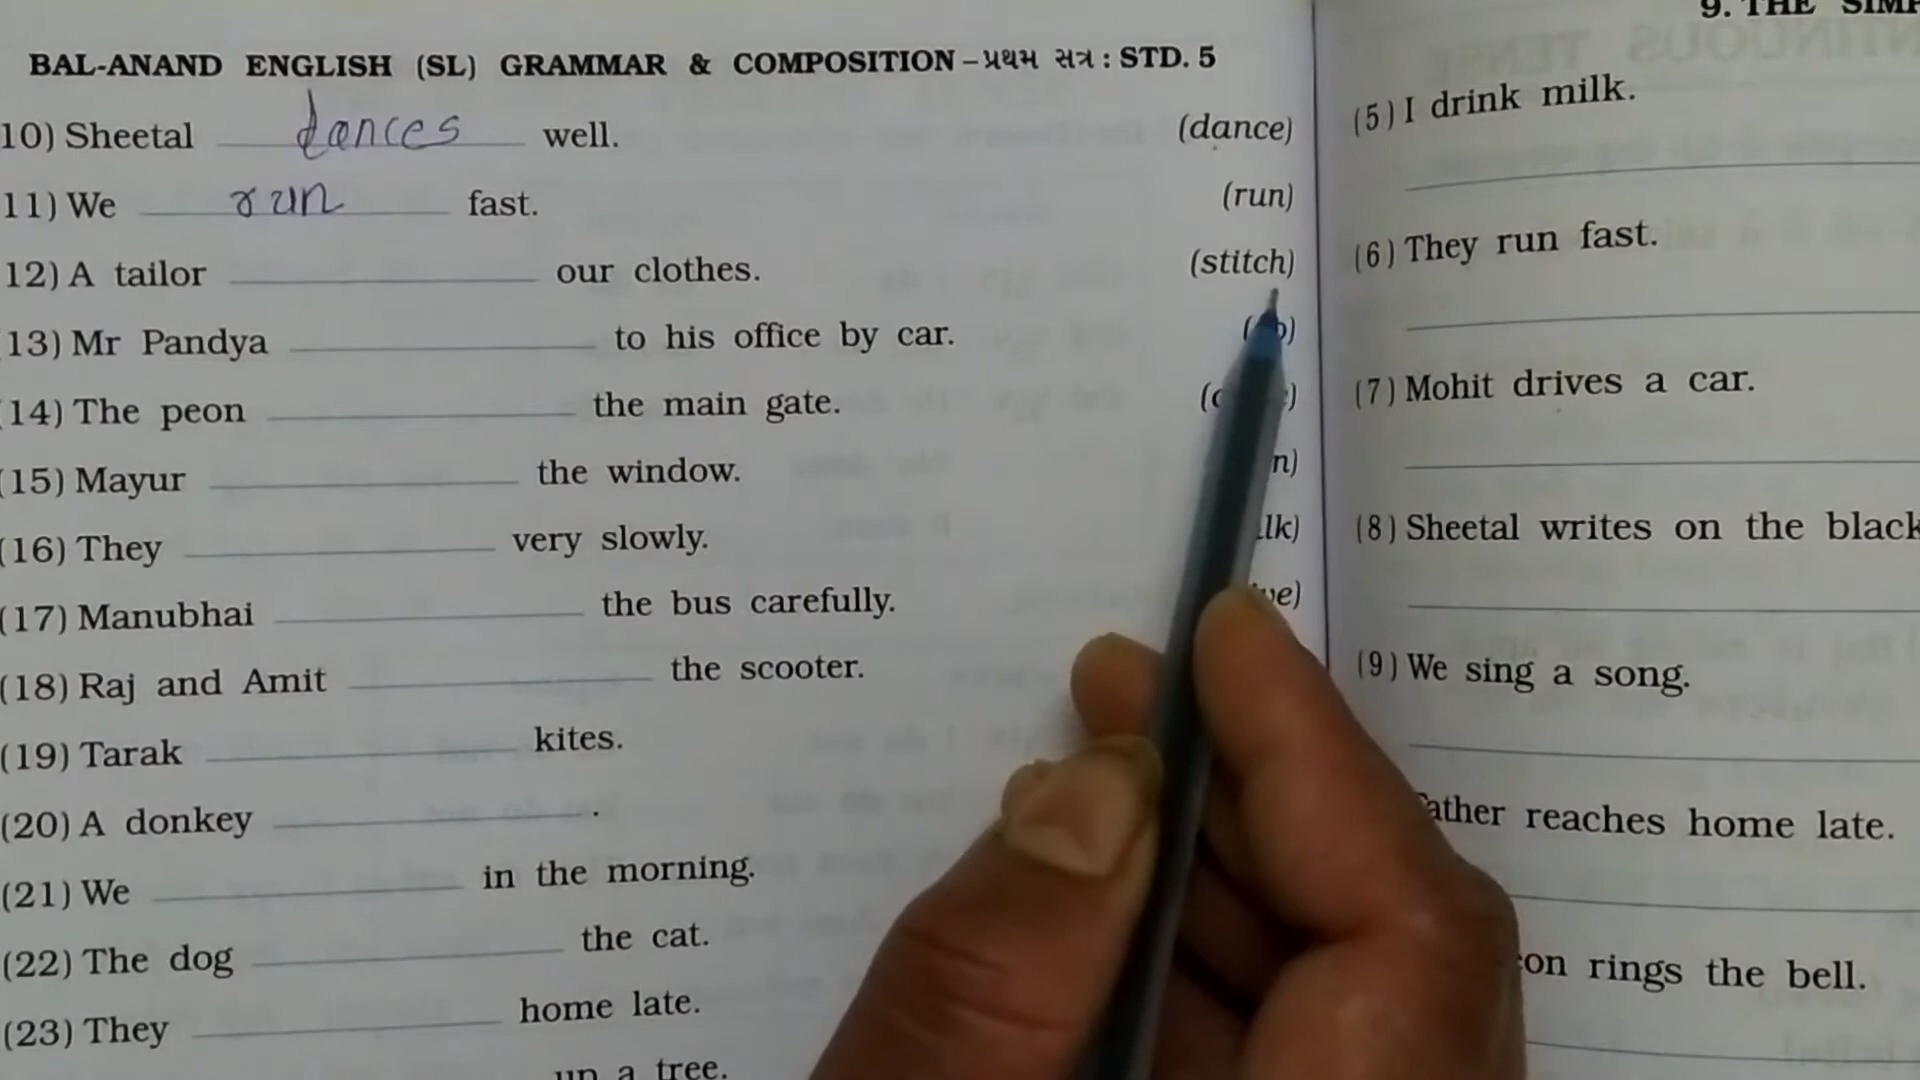 BAL-ANAND ENGLISH (SL) GRAMMAR & COMPOSITION – પ્રથમ સત્ર : STD. 5
10) Sheetal dances well. (dance)
11) We run fast. (run)
12) A tailor our clothes. (stitch)
(13) Mr Pandya to his office by car.
(14) The peon the main gate.
(15) Mayur the window.
(16) They very slowly.
(17) Manubhai the bus carefully.
(18) Raj and Amit the scooter.
(19) Tarak kites.
(20) A donkey .
(21) We in the morning.
(22) The dog the cat.
(23) They home late.
up a tree.
9. THE
(5) I drink milk.
(6) They run fast.
(7) Mohit drives a car.
(8) Sheetal writes on the black
(9) We sing a song.
reaches home late.
rings the bell.